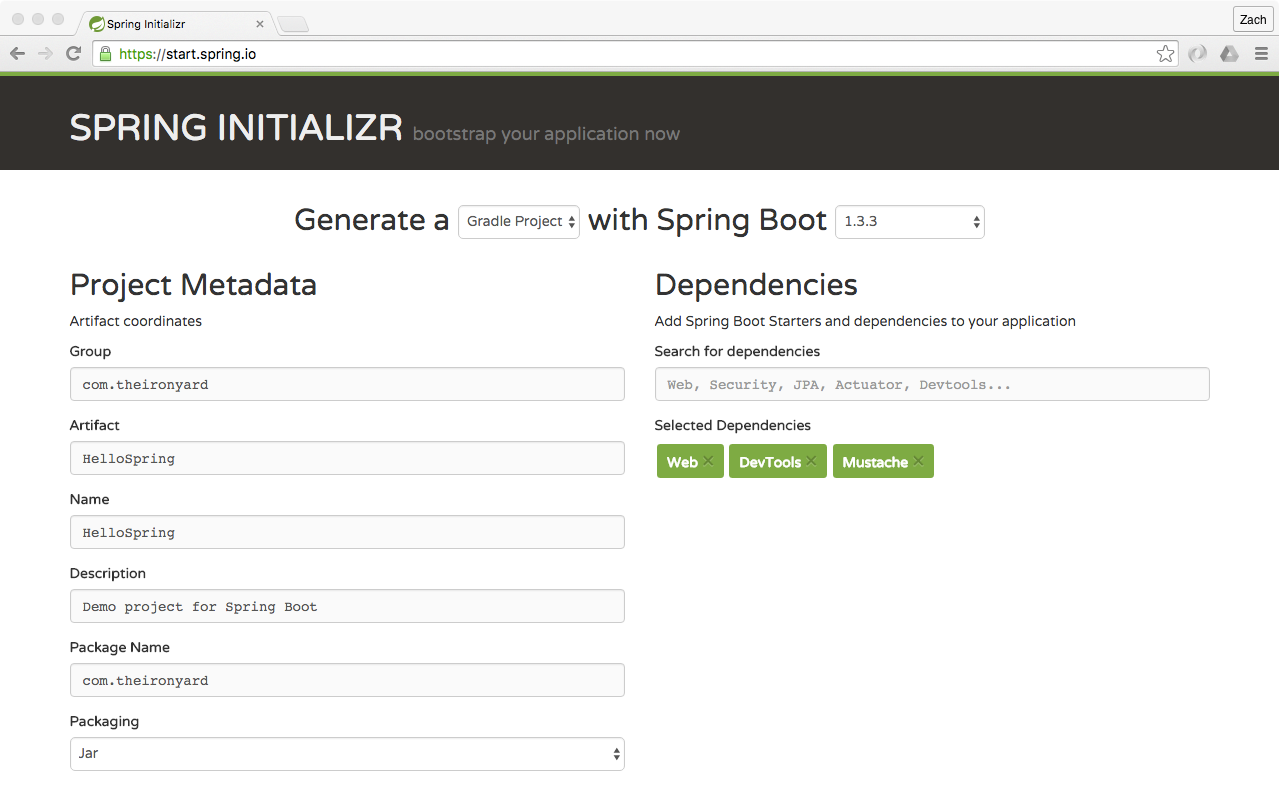 Spring Initializr
Zach
https://start.spring.io
SPRING INITIALIZR bootstrap your application now
Generate a Gradle Project with Spring Boot 1.3.3
Project Metadata
Artifact coordinates
Group
com.theironyard
Artifact
HelloSpring
Name
HelloSpring
Description
Demo project for Spring Boot
Package Name
com.theironyard
Packaging
Jar
Dependencies
Add Spring Boot Starters and dependencies to your application
Search for dependencies
Web, Security, JPA, Actuator, Devtools...
Selected Dependencies
Web DevTools Mustache